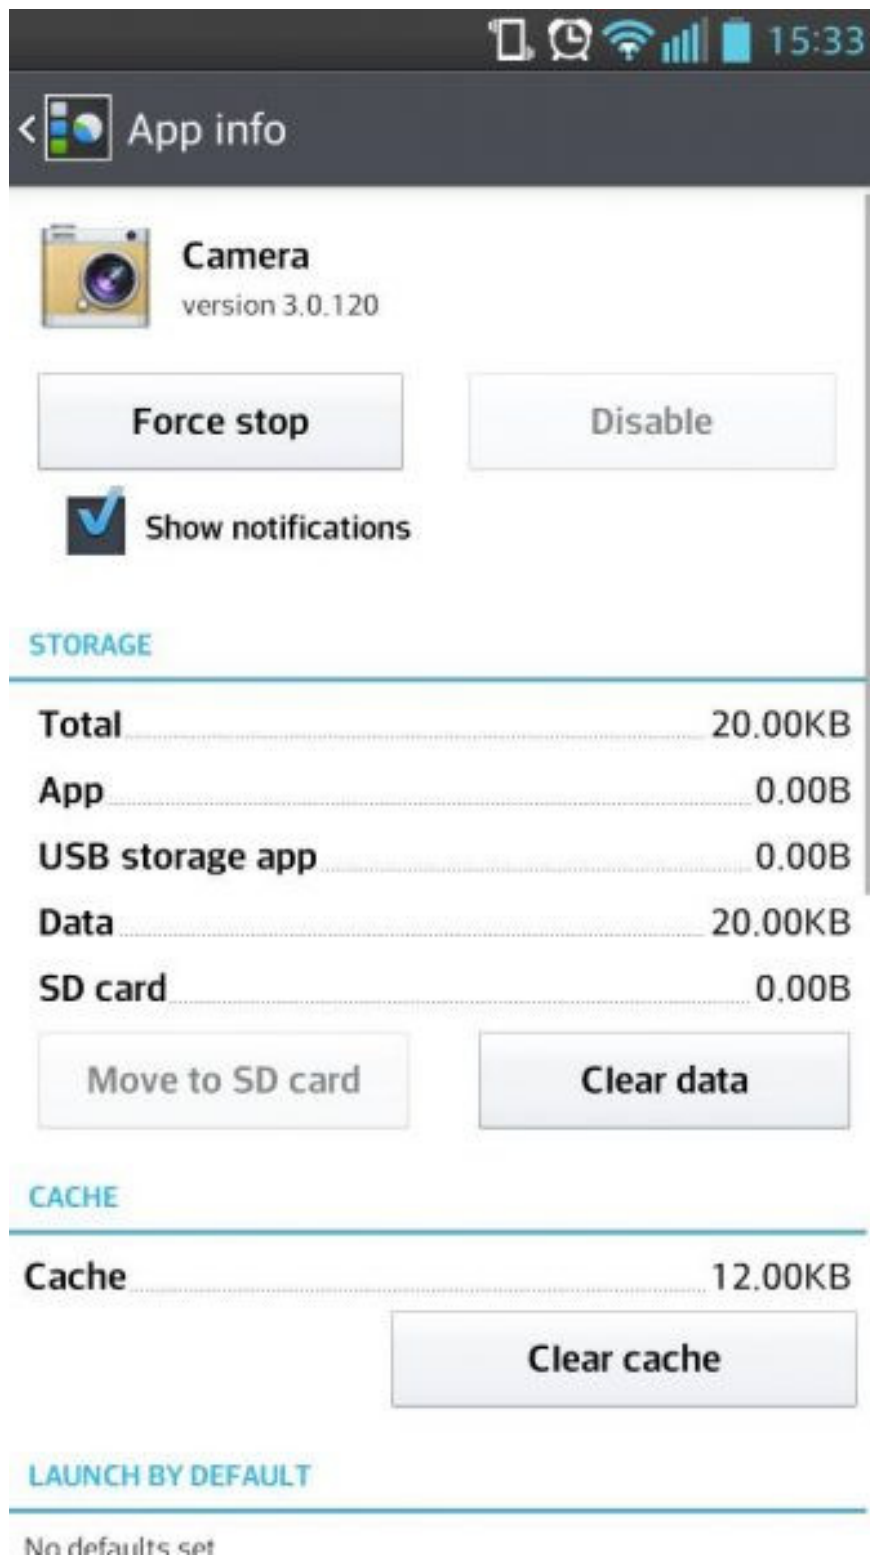 15:33
App info
Camera
version 3.0.120
Force stop Disable
Show notifications
STORAGE
Total 20.00KB
App 0.00B
USB storage app 0.00B
Data 20.00KB
SD card 0.00B
Move to SD card Clear data
CACHE
Cache 12.00KB
Clear cache
LAUNCH BY DEFAULT
No defaults set